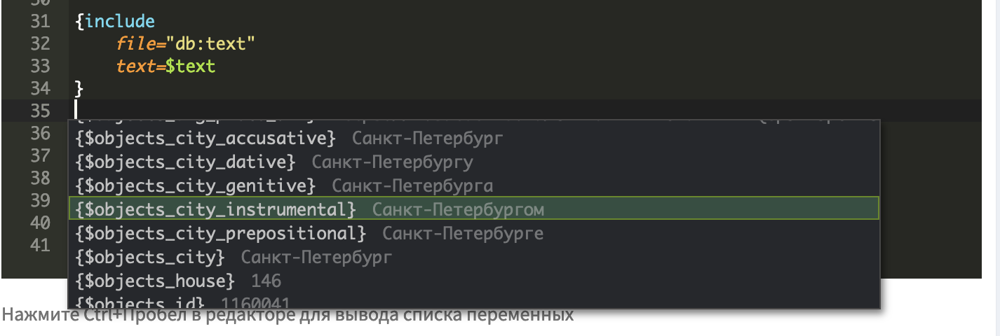 30
31 {include
32 file="db:text"
33 text=$text
34 }
35
36 {$objects_city_accusative} Санкт-Петербург
37 {$objects_city_dative} Санкт-Петербургу
38 {$objects_city_genitive} Санкт-Петербурга
39 {$objects_city_instrumental} Санкт-Петербургом
40 {$objects_city_prepositional} Санкт-Петербурге
41 {$objects_city} Санкт-Петербург
{$objects_house} 146
{$objects_id} 1160041
Нажмите Ctrl+Пробел в редакторе для вывода списка переменных